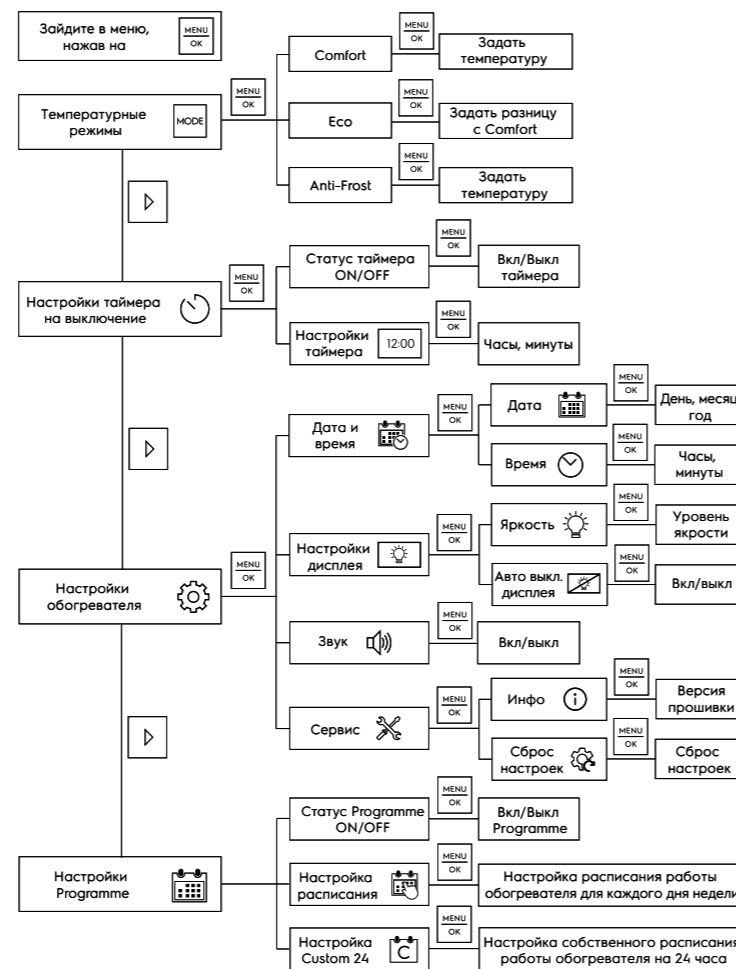 Зайдите в меню,
нажав на
MENU
OK
Температурные
режимы
MODE
MENU
OK
Comfort
MENU
OK
Задать
температуру
Eco
MENU
OK
Задать разницу
с Comfort
Anti-Frost
MENU
OK
Задать
температуру
Настройки таймера
на выключение
MENU
OK
Статус таймера
ON/OFF
MENU
OK
Вкл/Выкл
таймера
Настройки
таймера
12:00
MENU
OK
Часы, минуты
Настройки
обогревателя
MENU
OK
Дата и
время
MENU
OK
Дата
MENU
OK
День, месяц
год
Время
MENU
OK
Часы,
минуты
Настройки
дисплея
MENU
OK
Яркость
MENU
OK
Уровень
якрости
Авто выкл.
дисплея
MENU
OK
Вкл/выкл
Звук
MENU
OK
Вкл/выкл
Сервис
MENU
OK
Инфо
MENU
OK
Версия
прошивки
Сброс
настроек
MENU
OK
Сброс
настроек
Настройки
Programme
Статус Programme
ON/OFF
MENU
OK
Вкл/Выкл
Programme
Настройка
расписания
MENU
OK
Настройка расписания работы
обогревателя для каждого дня недели
Настройка
Custom 24
C
MENU
OK
Настройка собственного расписания
работы обогревателя на 24 часа